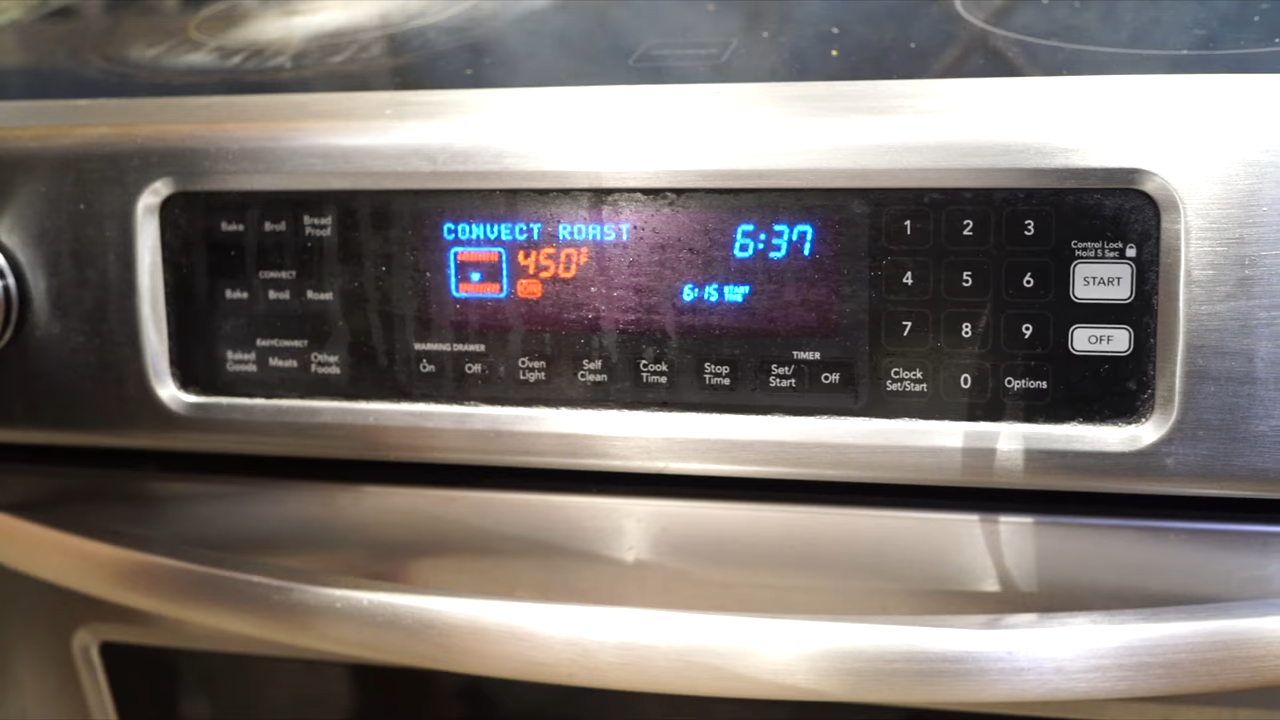 CONVECT ROAST
6:37
450°F
ON
6:15 START TIME
Bake Broil Bread Proof
CONVECT
Bake Broil Roast
EASYCONVECT
Baked Goods Meats Other Foods
WARMING DRAWER
On Off
Oven Light
Self Clean
Cook Time
Stop Time
TIMER
Set/Start Off
1 2 3
4 5 6
7 8 9
Clock Set/Start 0 Options
Control Lock
Hold 5 Sec
START
OFF